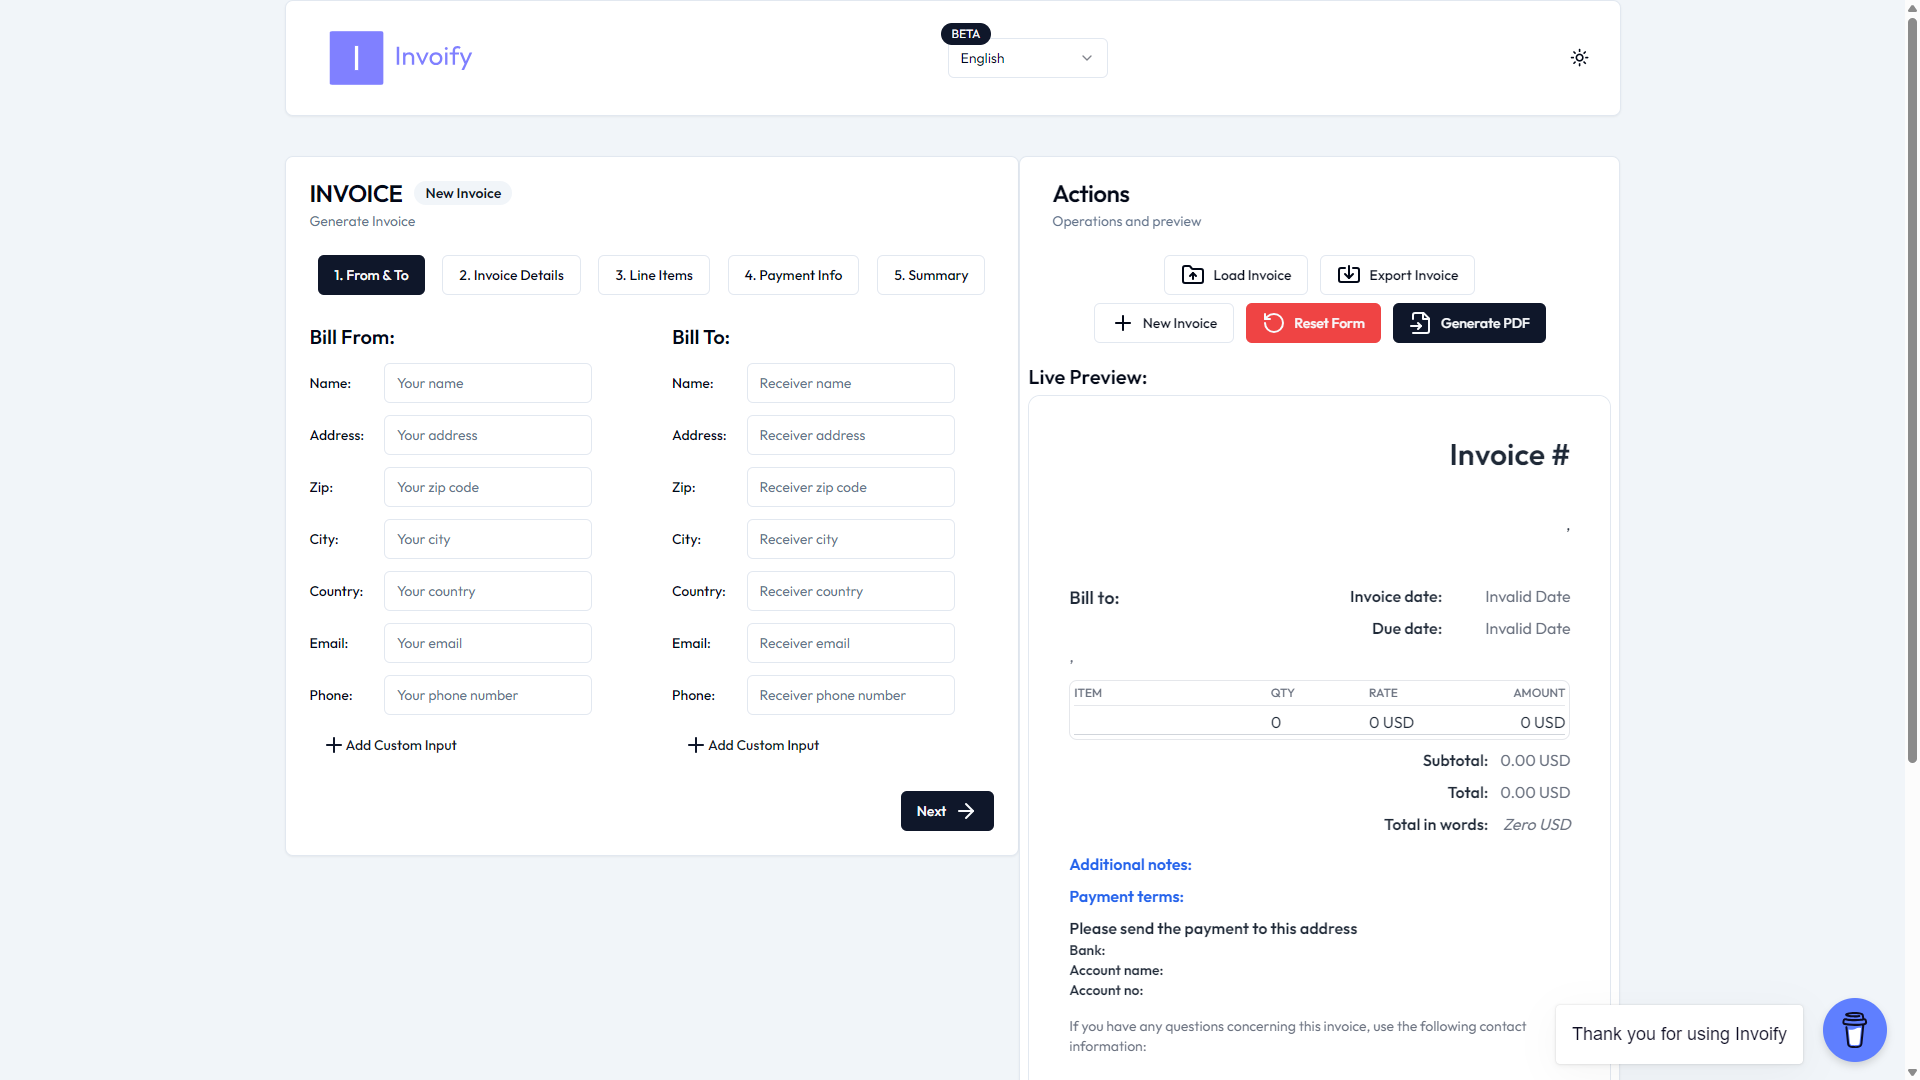 I
Invoify
BETA
English
INVOICE
New Invoice
Generate Invoice
1. From & To
2. Invoice Details
3. Line Items
4. Payment Info
5. Summary
Bill From:
Name:
Your name
Address:
Your address
Zip:
Your zip code
City:
Your city
Country:
Your country
Email:
Your email
Phone:
Your phone number
Add Custom Input
Bill To:
Name:
Receiver name
Address:
Receiver address
Zip:
Receiver zip code
City:
Receiver city
Country:
Receiver country
Email:
Receiver email
Phone:
Receiver phone number
Add Custom Input
Next
Actions
Operations and preview
Load Invoice
Export Invoice
New Invoice
Reset Form
Generate PDF
Live Preview:
Invoice #
,
Bill to:
Invoice date: Invalid Date
Due date: Invalid Date
,
ITEM QTY RATE AMOUNT
0 0 USD 0 USD
Subtotal: 0.00 USD
Total: 0.00 USD
Total in words: Zero USD
Additional notes:
Payment terms:
Please send the payment to this address
Bank:
Account name:
Account no:
If you have any questions concerning this invoice, use the following contact
information:
Thank you for using Invoify